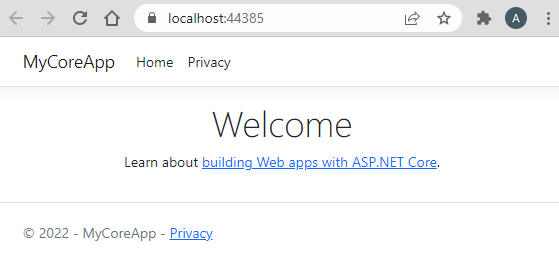 localhost:44385
A
MyCoreApp Home Privacy
Welcome
Learn about building Web apps with ASP.NET Core.
© 2022 - MyCoreApp - Privacy